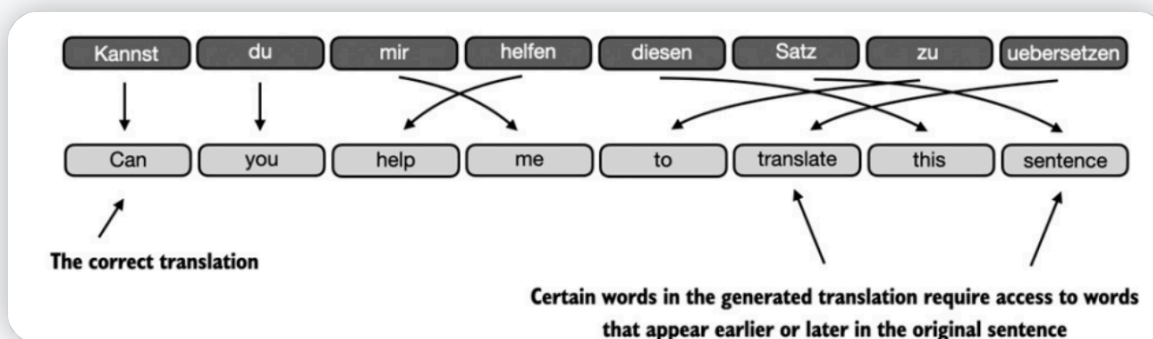 Kannst du mir helfen diesen Satz zu uebersetzen
Can you help me to translate this sentence
The correct translation
Certain words in the generated translation require access to words
that appear earlier or later in the original sentence